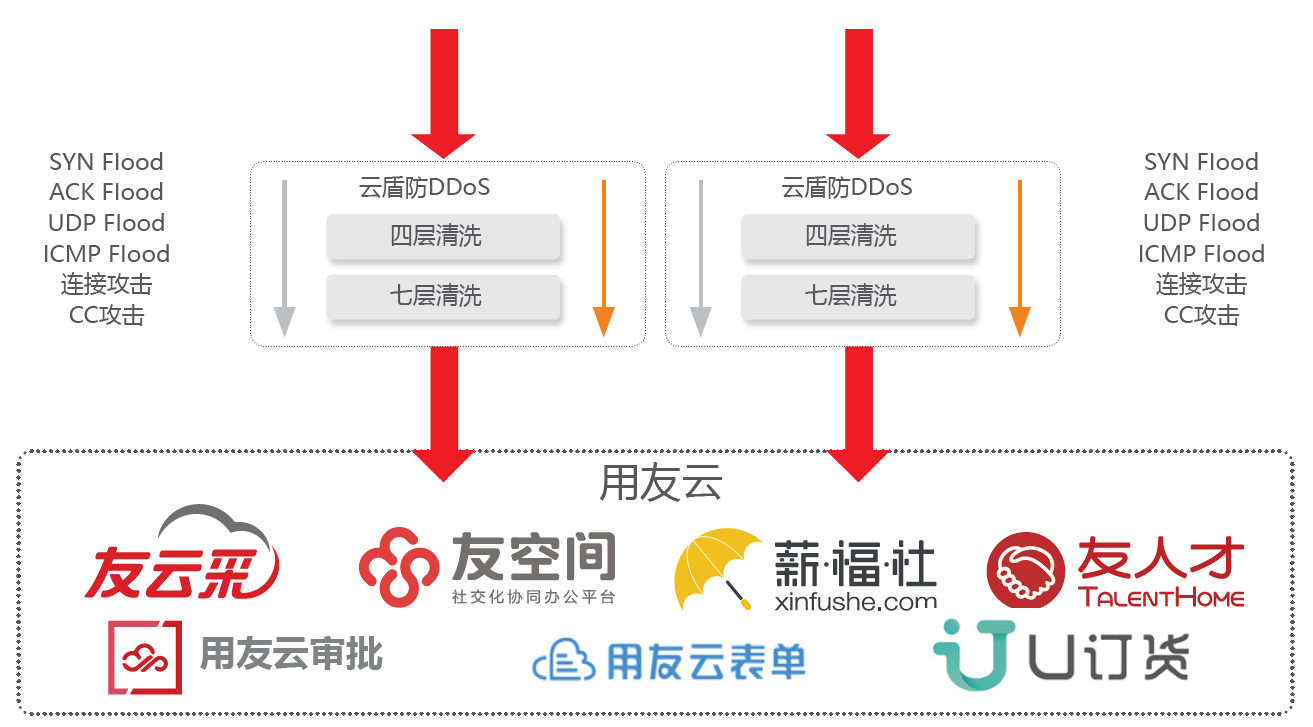 SYN Flood
ACK Flood
UDP Flood
ICMP Flood
连接攻击
CC攻击
云盾防DDoS
四层清洗
七层清洗
云盾防DDoS
四层清洗
七层清洗
SYN Flood
ACK Flood
UDP Flood
ICMP Flood
连接攻击
CC攻击
用友云
友云采
友空间
社交化协同办公平台
薪·福·社
xinfushe.com
友人才
TALENTHOME
用友云审批
用友云表单
U订货